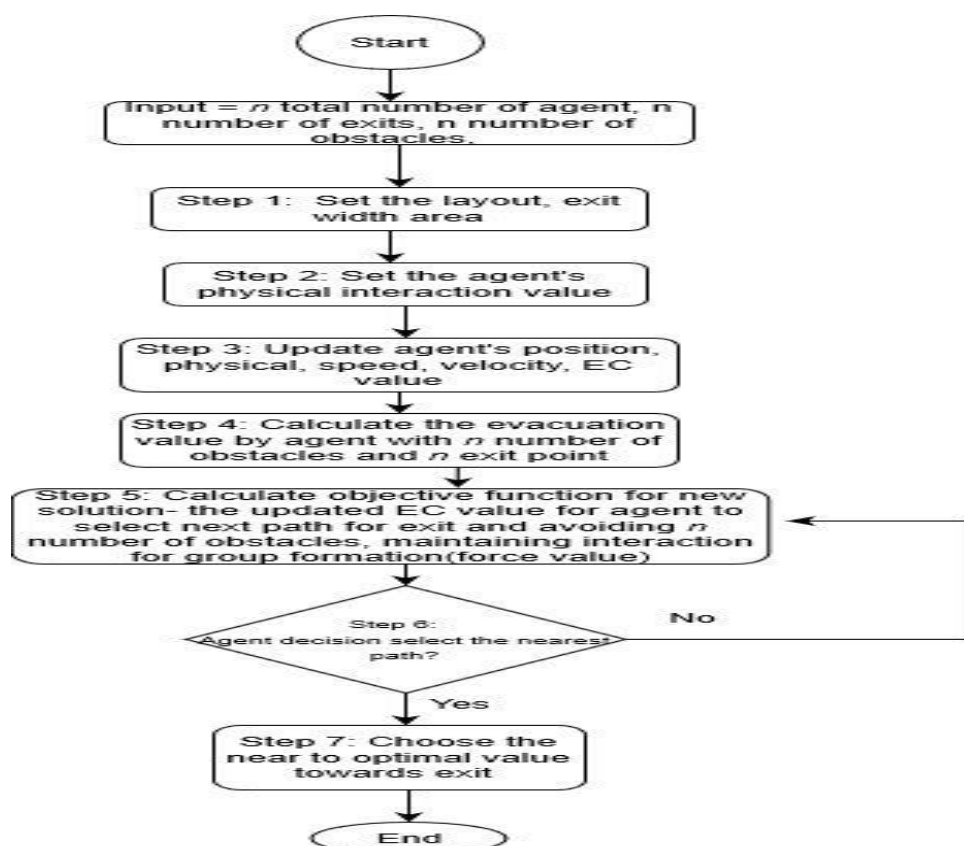 Start
Input = n total number of agent, n
number of exits, n number of
obstacles,
Step 1: Set the layout, exit
width area
Step 2: Set the agent's
physical interaction value
Step 3: Update agent's position,
physical, speed, velocity, EC
value
Step 4: Calculate the evacuation
value by agent with n number of
obstacles and n exit point
Step 5: Calculate objective function for new
solution- the updated EC value for agent to
select next path for exit and avoiding n
number of obstacles, maintaining interaction
for group formation(force value)
Step 6:
Agent decision select the nearest
path?
No
Yes
Step 7: Choose the
near to optimal value
towards exit
End